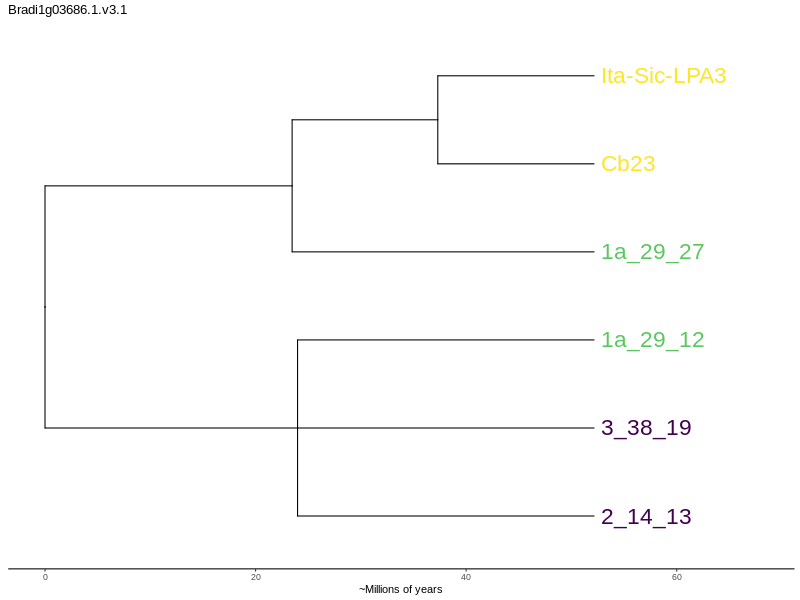 Bradi1g03686.1.v3.1
Ita-Sic-LPA3
Cb23
1a_29_27
1a_29_12
3_38_19
2_14_13
0 20 40 60
~Millions of years